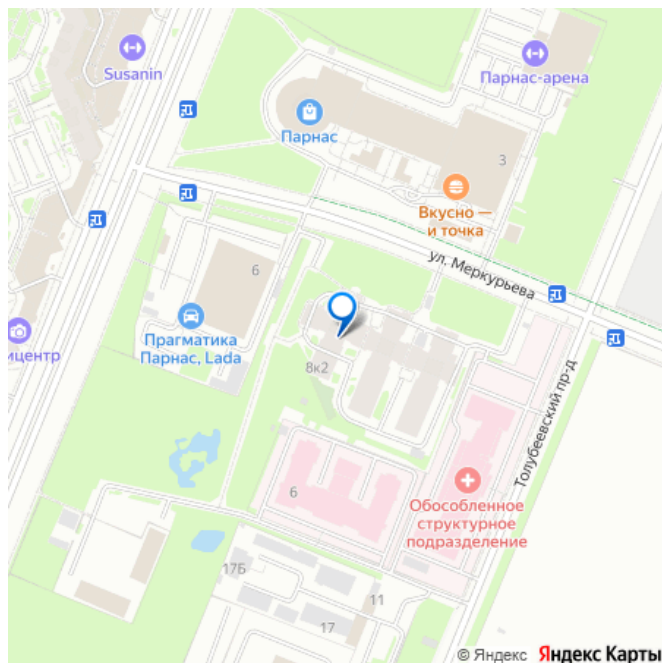 Susanin
Парнас-арена
Парнас
3
Вкусно —
и точка
ул. Меркурьева
6
Прагматика
Парнас, Lada
ицентр
8к2
Толубеевский пр-д
6
Обособленное
структурное
подразделение
17Б
11
17
© Яндекс Яндекс Карты